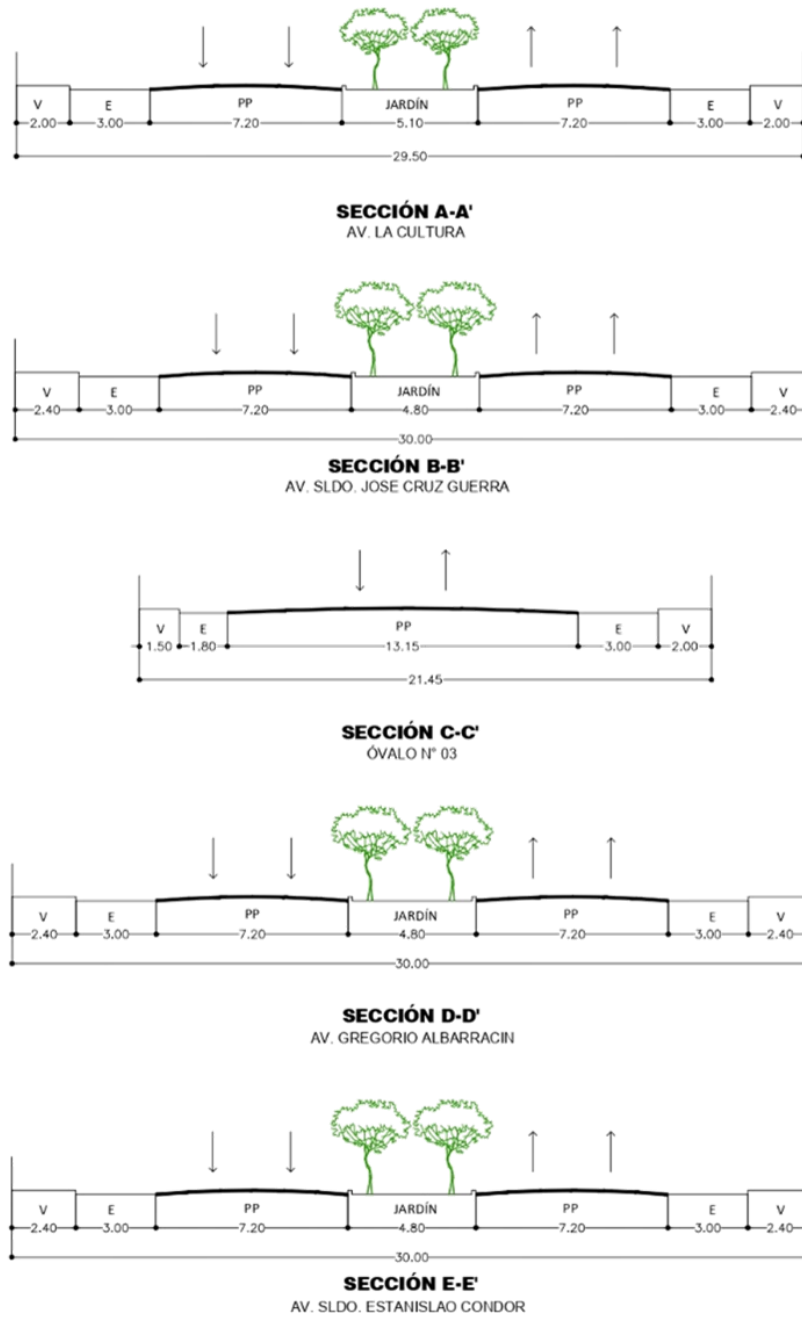 V E PP JARDÍN PP E V
2.00 3.00 7.20 5.10 7.20 3.00 2.00
29.50
SECCIÓN A-A'
AV. LA CULTURA
V E PP JARDÍN PP E V
2.40 3.00 7.20 4.80 7.20 3.00 2.40
30.00
SECCIÓN B-B'
AV. SLDO. JOSE CRUZ GUERRA
V E PP E V
1.50 1.80 13.15 3.00 2.00
21.45
SECCIÓN C-C'
ÓVALO N° 03
V E PP JARDÍN PP E V
2.40 3.00 7.20 4.80 7.20 3.00 2.40
30.00
SECCIÓN D-D'
AV. GREGORIO ALBARRACIN
V E PP JARDÍN PP E V
2.40 3.00 7.20 4.80 7.20 3.00 2.40
30.00
SECCIÓN E-E'
AV. SLDO. ESTANISLAO CONDOR